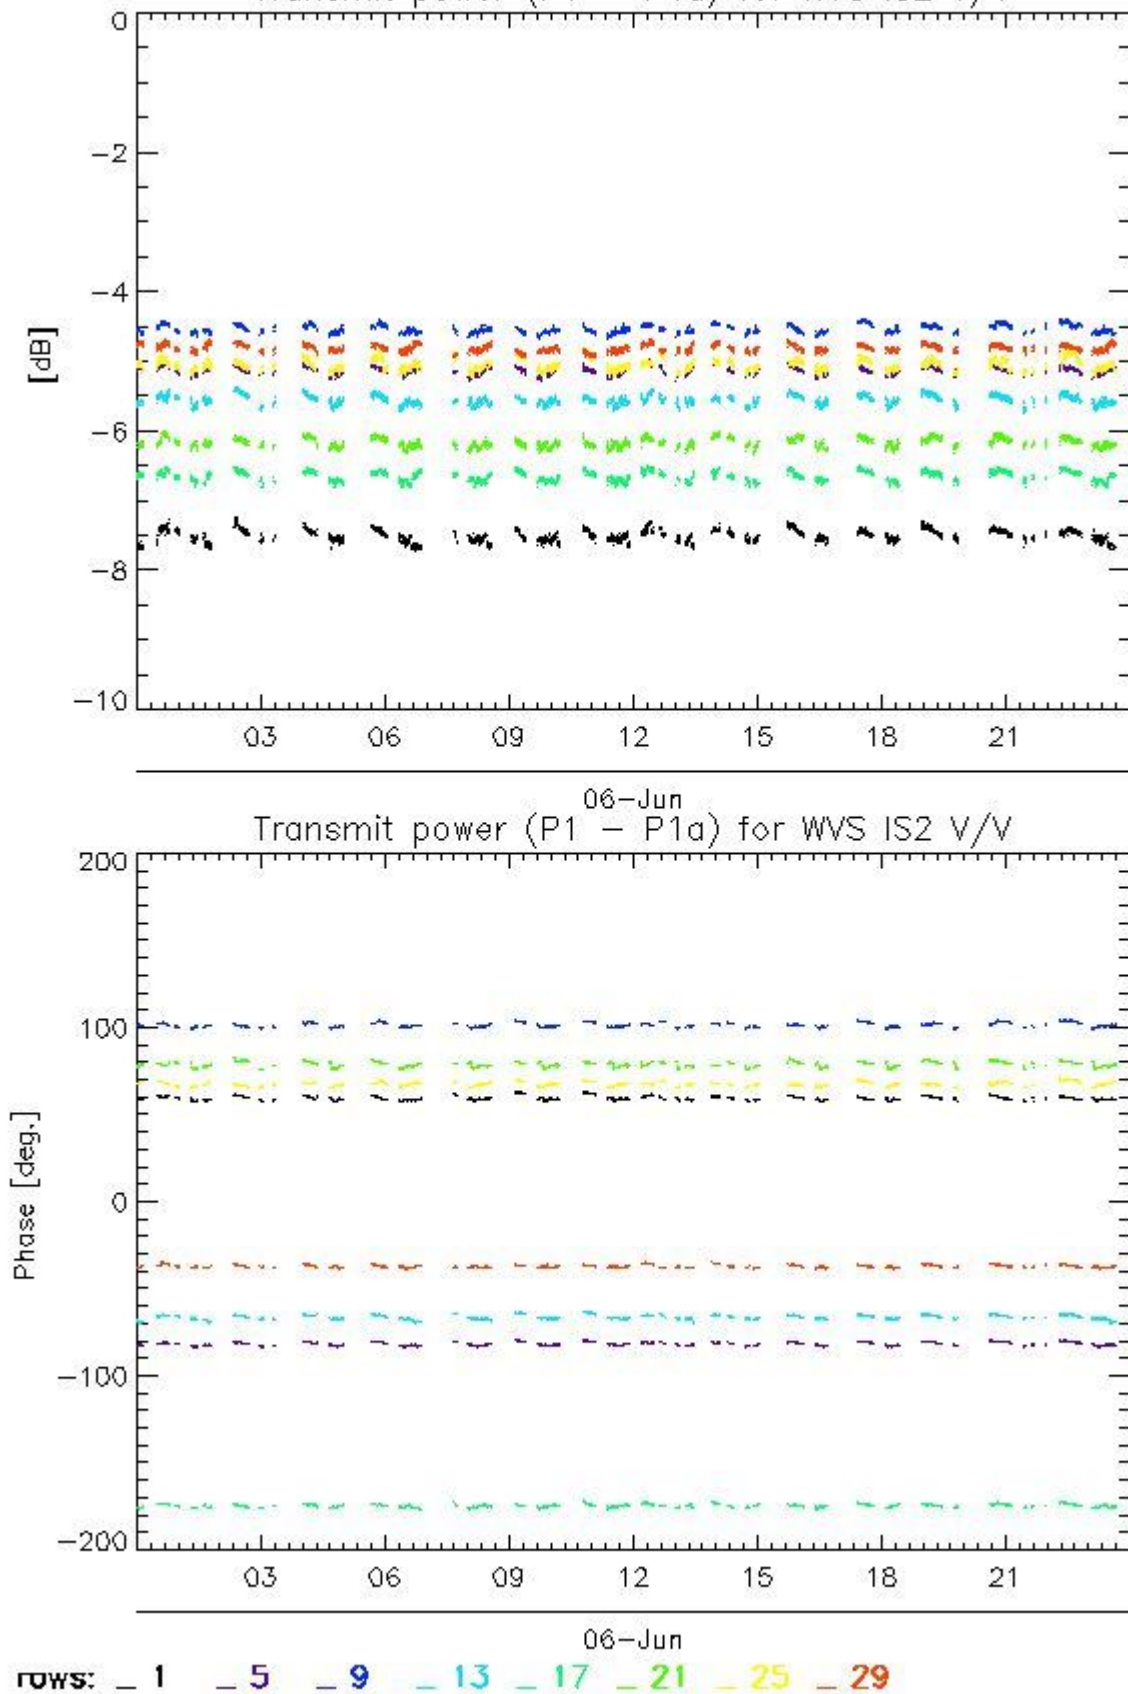 0
−2
−4
[dB]
−6
−8
−10
03 06 09 12 15 18 21
06-Jun
Transmit power (P1 − P1a) for WVS IS2 V/V
200
100
Phase [deg.]
0
−100
−200
03 06 09 12 15 18 21
06-Jun
rows: _ 1 _ 5 _ 9 _ 13 _ 17 _ 21 _ 25 _ 29